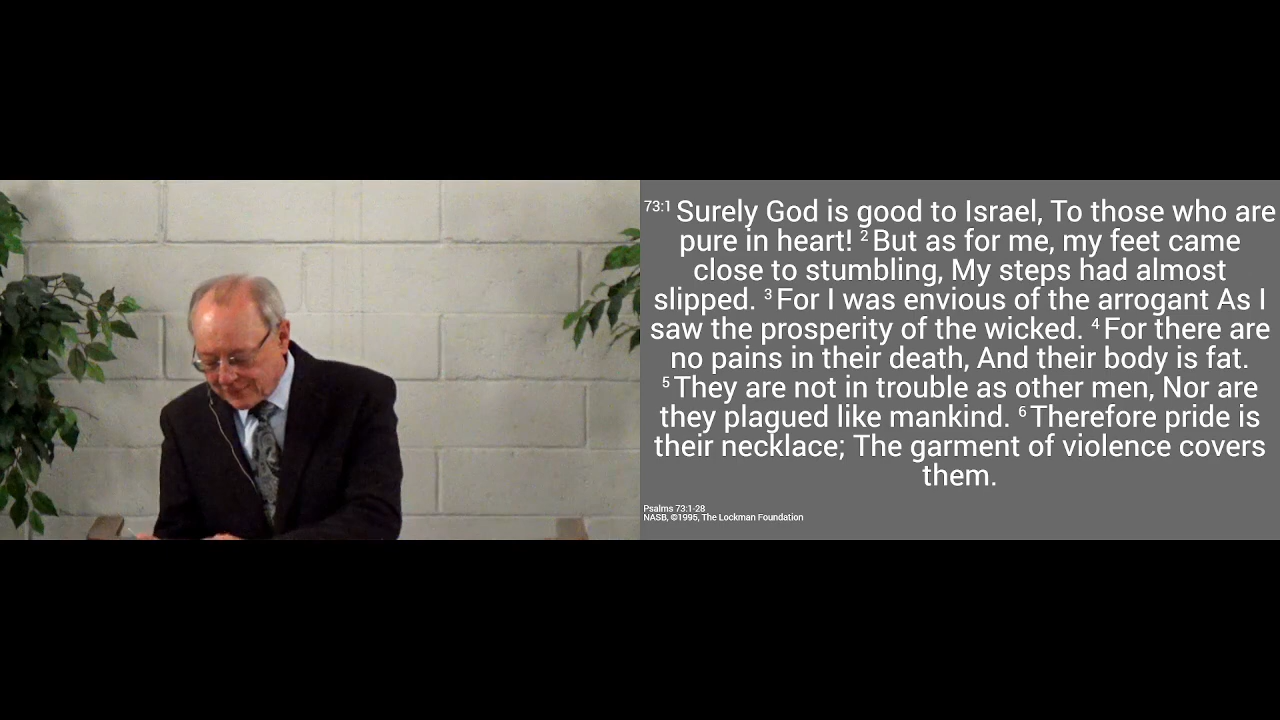 73:1 Surely God is good to Israel, To those who are
pure in heart! 2 But as for me, my feet came
close to stumbling, My steps had almost
slipped. 3 For I was envious of the arrogant As I
saw the prosperity of the wicked. 4 For there are
no pains in their death, And their body is fat.
5 They are not in trouble as other men, Nor are
they plagued like mankind. 6 Therefore pride is
their necklace; The garment of violence covers
them.
Psalms 73:1-28
NASB, ©1995, The Lockman Foundation